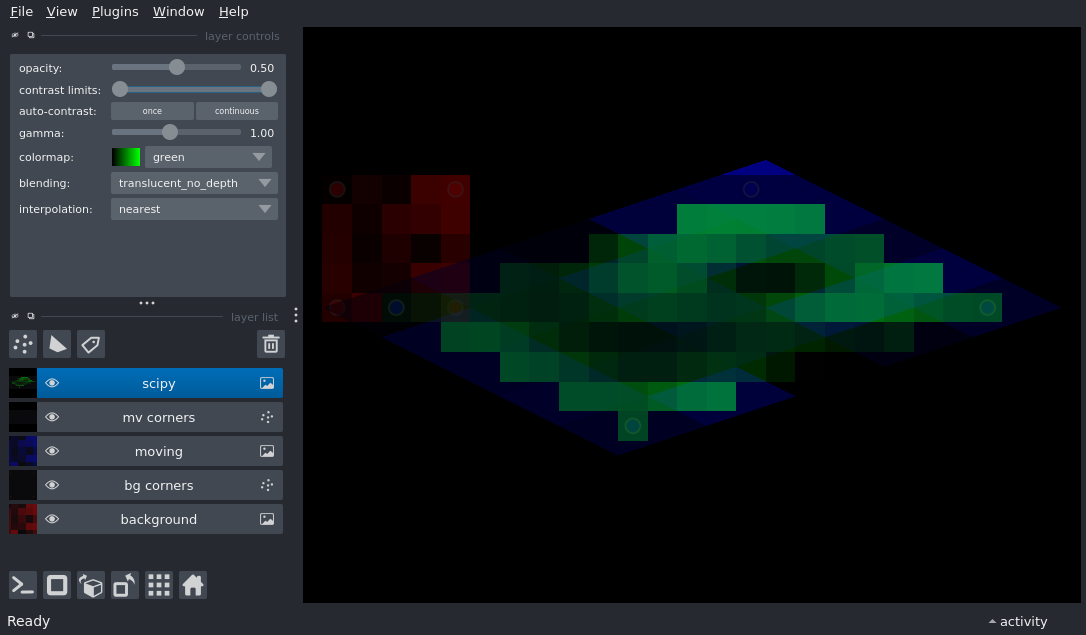 File View Plugins Window Help
layer controls
opacity: 0.50
contrast limits:
auto-contrast: once continuous
gamma: 1.00
colormap: green
blending: translucent_no_depth
interpolation: nearest
layer list
scipy
mv corners
moving
bg corners
background
Ready
activity